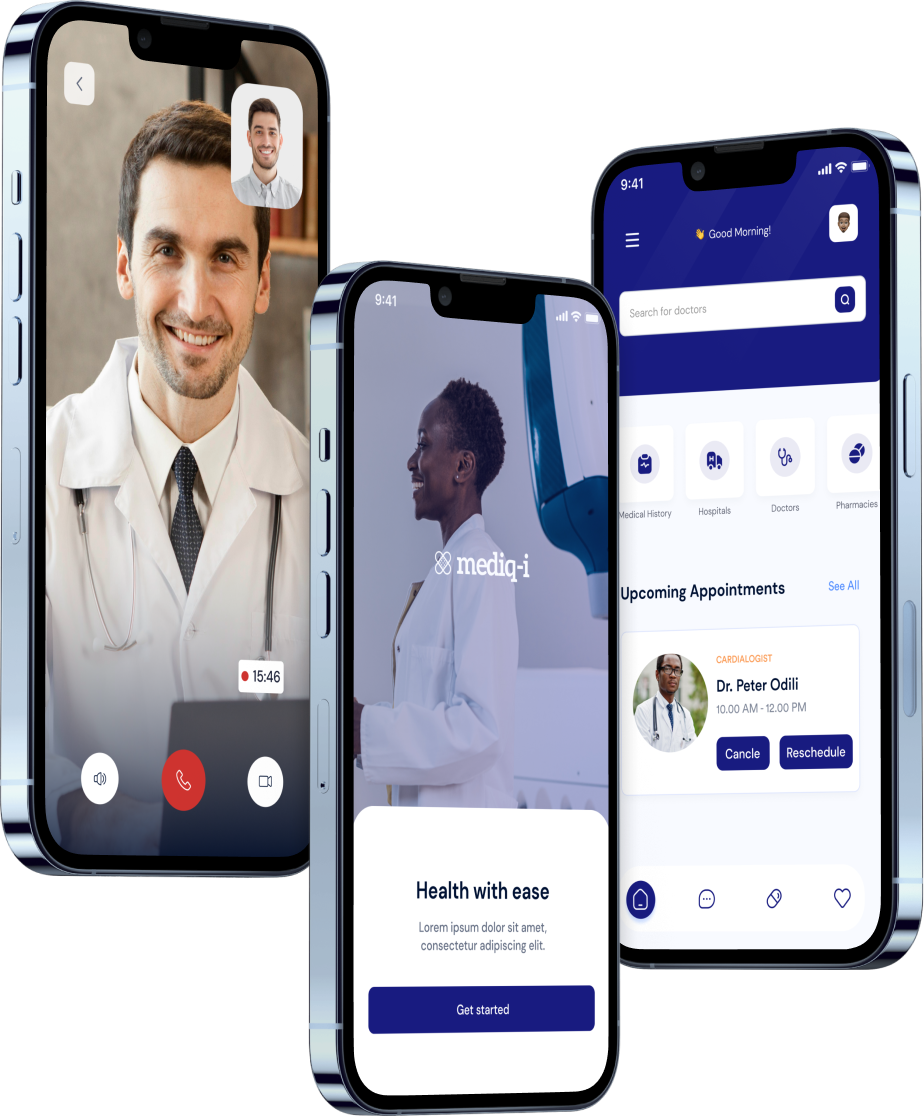 15:46
9:41
mediq-i
Health with ease
Lorem ipsum dolor sit amet,
consectetur adipiscing elit.
Get started
9:41
👋 Good Morning!
Search for doctors
Medical History
Hospitals
Doctors
Pharmacies
Upcoming Appointments
See All
CARDIALOGIST
Dr. Peter Odili
10.00 AM - 12.00 PM
Cancle
Reschedule